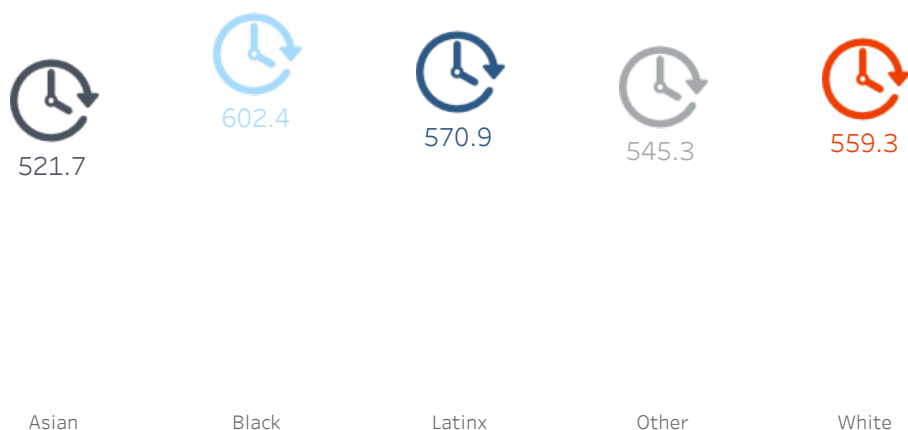 602.4
570.9
559.3
545.3
521.7
Asian
Black
Latinx
Other
White